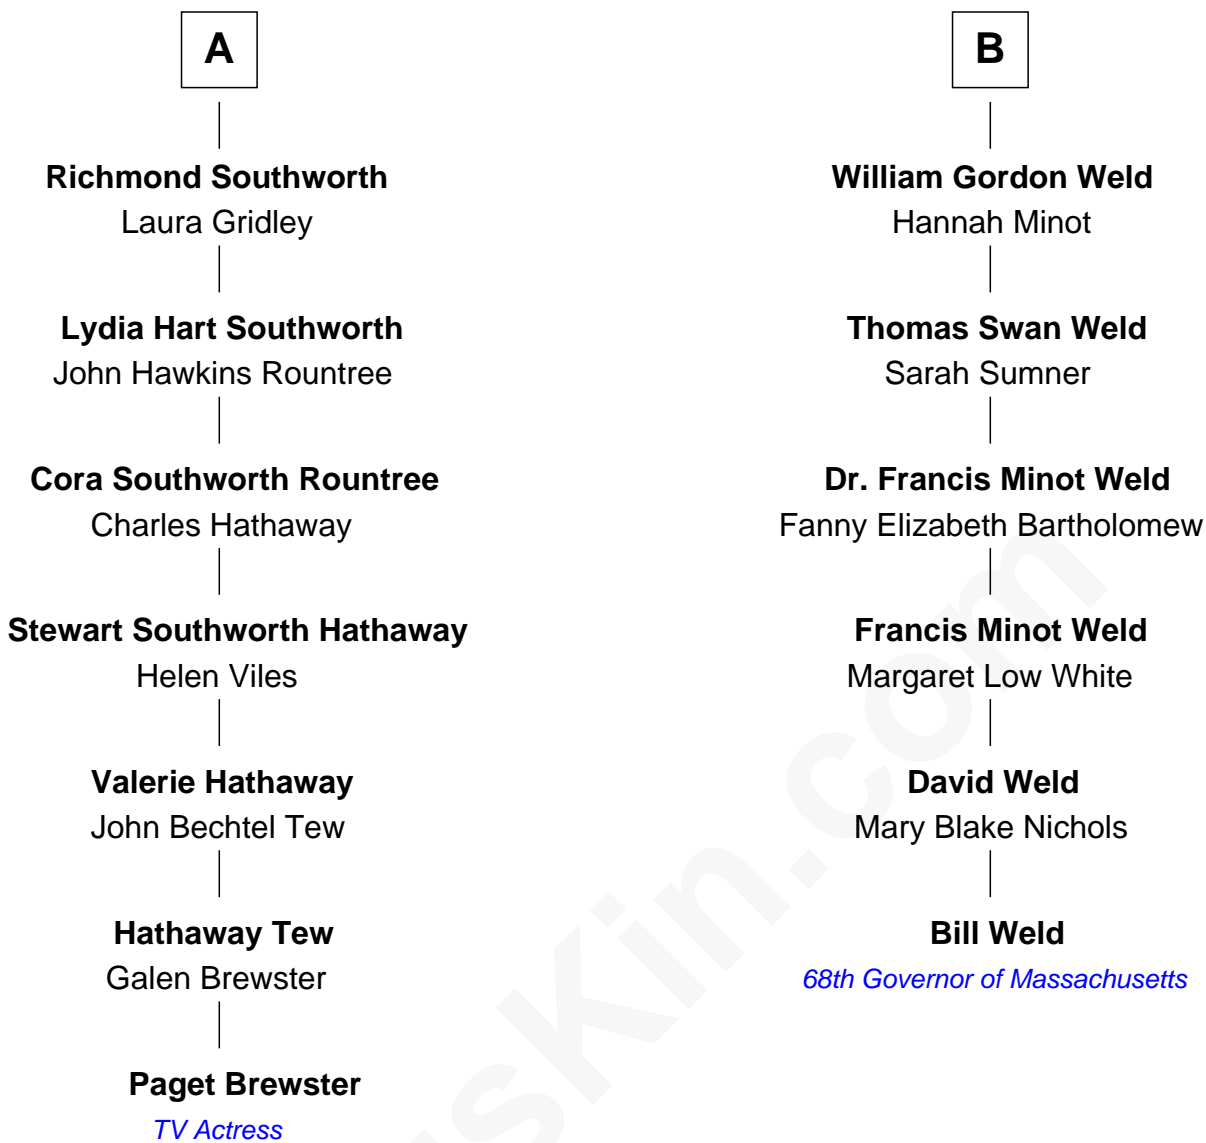 A
Richmond Southworth
Laura Gridley
Lydia Hart Southworth
John Hawkins Rountree
Cora Southworth Rountree
Charles Hathaway
Stewart Southworth Hathaway
Helen Viles
Valerie Hathaway
John Bechtel Tew
Hathaway Tew
Galen Brewster
Paget Brewster
TV Actress
B
William Gordon Weld
Hannah Minot
Thomas Swan Weld
Sarah Sumner
Dr. Francis Minot Weld
Fanny Elizabeth Bartholomew
Francis Minot Weld
Margaret Low White
David Weld
Mary Blake Nichols
Bill Weld
68th Governor of Massachusetts
sKin.com